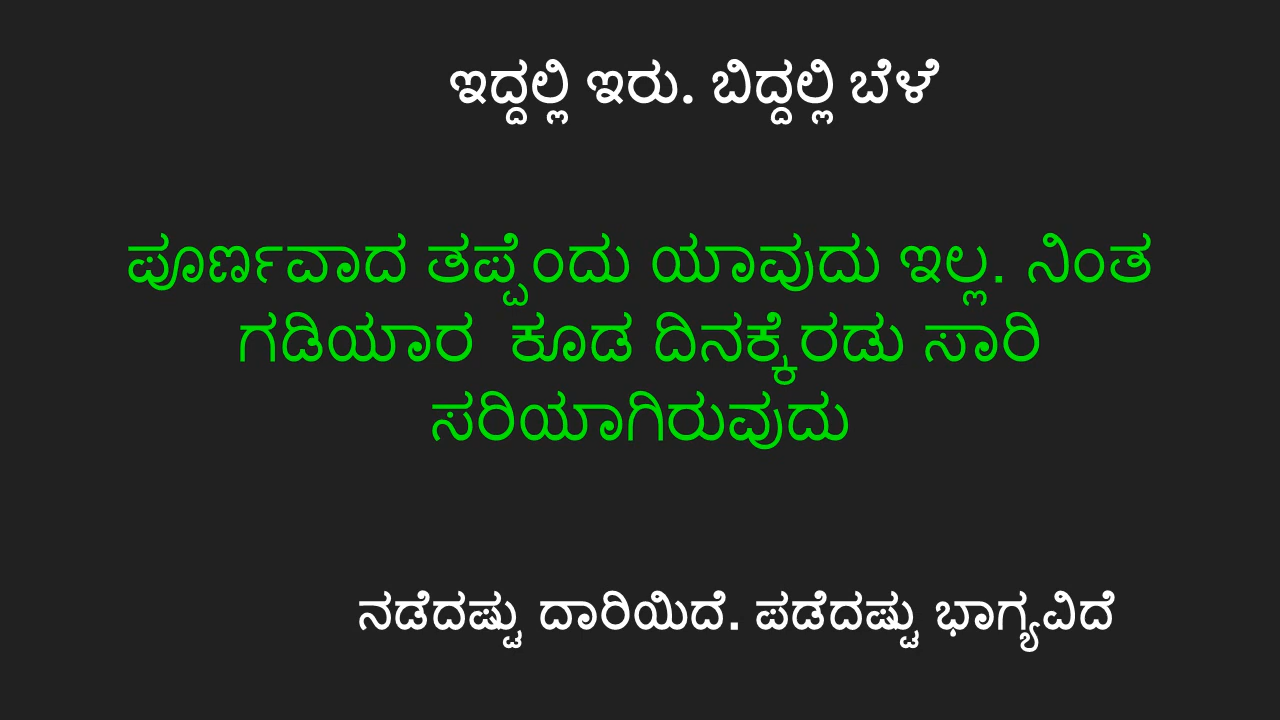 ಇದ್ದಲ್ಲಿ ಇರು. ಬಿದ್ದಲ್ಲಿ ಬೆಳೆ
ಪೂರ್ಣವಾದ ತಪ್ಪೆಂದು ಯಾವುದು ಇಲ್ಲ. ನಿಂತ
ಗಡಿಯಾರ ಕೂಡ ದಿನಕ್ಕೆರಡು ಸಾರಿ
ಸರಿಯಾಗಿರುವುದು
ನಡೆದಷ್ಟು ದಾರಿಯಿದೆ. ಪಡೆದಷ್ಟು ಭಾಗ್ಯವಿದೆ